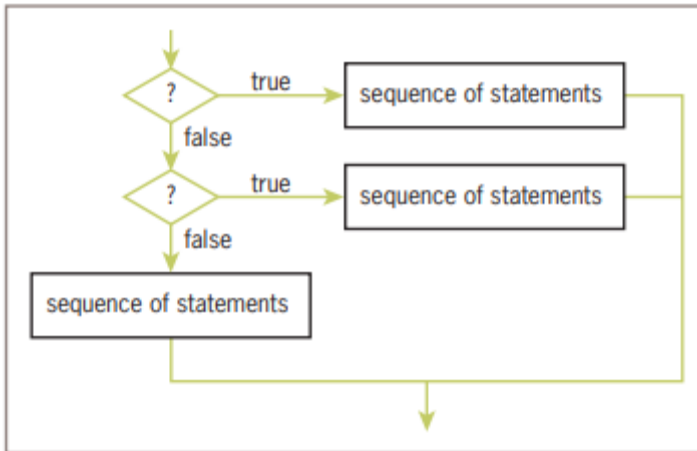 ?
true
sequence of statements
false
?
true
sequence of statements
false
sequence of statements